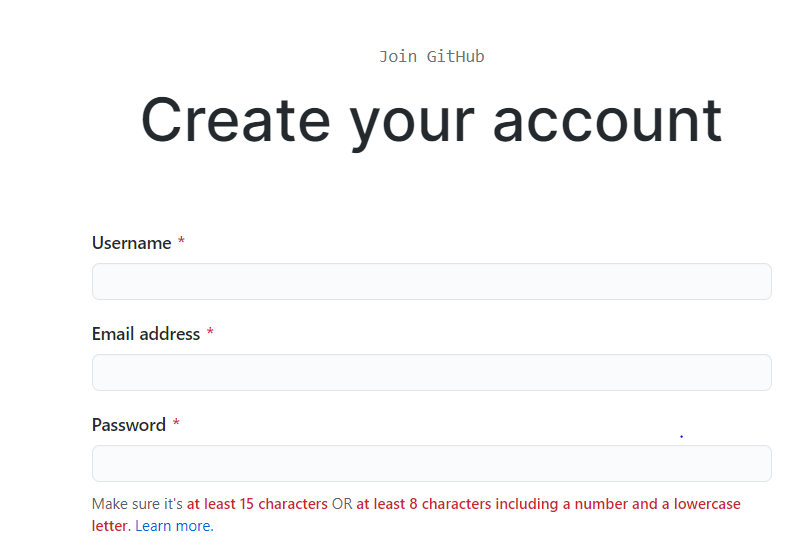 Join GitHub
Create your account
Username *
Email address *
Password *
Make sure it's at least 15 characters OR at least 8 characters including a number and a lowercase
letter. Learn more.